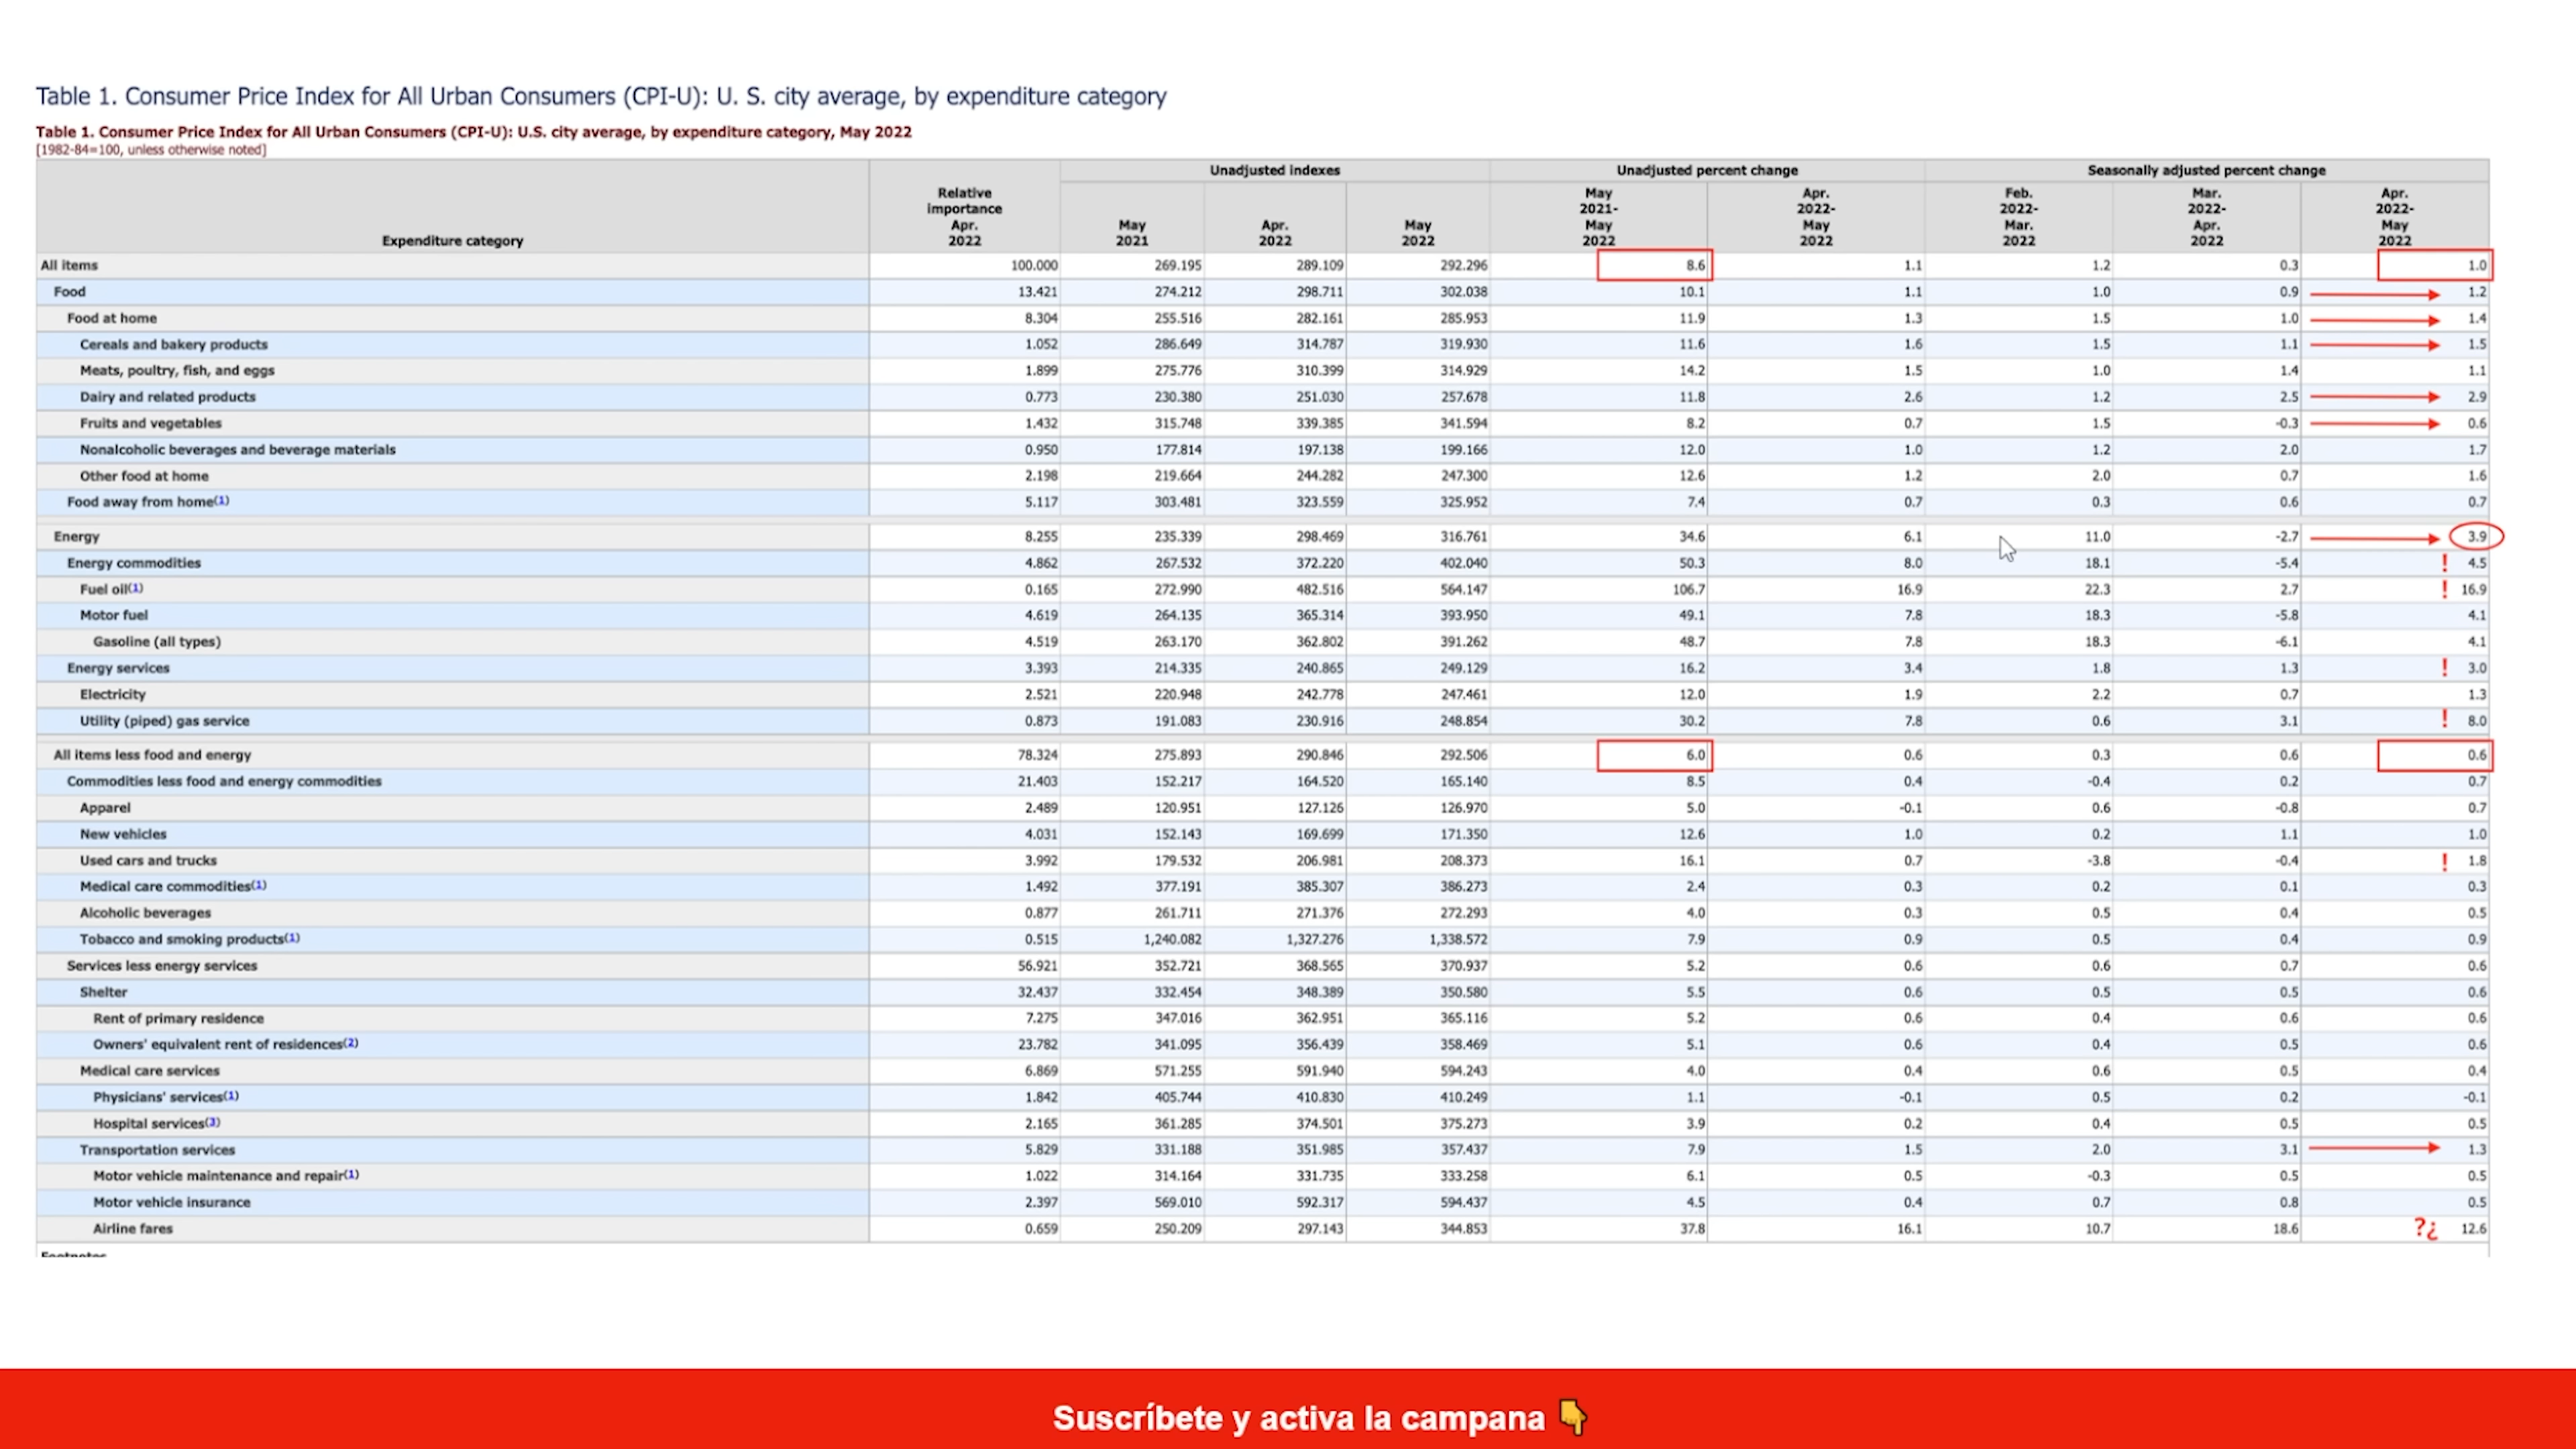 Table 1. Consumer Price Index for All Urban Consumers (CPI-U): U. S. city average, by expenditure category
Table 1. Consumer Price Index for All Urban Consumers (CPI-U): U.S. city average, by expenditure category, May 2022
[1982-84=100, unless otherwise noted]
Expenditure category Relative importance Apr. 2022 Unadjusted indexes Unadjusted percent change Seasonally adjusted percent change
May 2021 Apr. 2022 May 2022 May 2021- May 2022 Apr. 2022- May 2022 Feb. 2022- Mar. 2022 Mar. 2022- Apr. 2022 Apr. 2022- May 2022
All items 100.000 269.195 289.109 292.296 8.6 1.1 1.2 0.3 1.0
Food 13.421 274.212 298.711 302.038 10.1 1.1 1.0 0.9 1.2
Food at home 8.304 255.516 282.161 285.953 11.9 1.3 1.5 1.0 1.4
Cereals and bakery products 1.052 286.649 314.787 319.930 11.6 1.6 1.5 1.1 1.5
Meats, poultry, fish, and eggs 1.899 275.776 310.399 314.929 14.2 1.5 1.0 1.4 1.1
Dairy and related products 0.773 230.380 251.030 257.678 11.8 2.6 1.2 2.5 2.9
Fruits and vegetables 1.432 315.748 339.385 341.594 8.2 0.7 1.5 -0.3 0.6
Nonalcoholic beverages and beverage materials 0.950 177.814 197.138 199.166 12.0 1.0 1.2 2.0 1.7
Other food at home 2.198 219.664 244.282 247.300 12.6 1.2 2.0 0.7 1.6
Food away from home(1) 5.117 303.481 323.559 325.952 7.4 0.7 0.3 0.6 0.7
Energy 8.255 235.339 298.469 316.761 34.6 6.1 11.0 -2.7 3.9
Energy commodities 4.862 267.532 372.220 402.040 50.3 8.0 18.1 -5.4 ! 4.5
Fuel oil(1) 0.165 272.990 482.516 564.147 106.7 16.9 22.3 2.7 ! 16.9
Motor fuel 4.619 264.135 365.314 393.950 49.1 7.8 18.3 -5.8 4.1
Gasoline (all types) 4.519 263.170 362.802 391.262 48.7 7.8 18.3 -6.1 4.1
Energy services 3.393 214.335 240.865 249.129 16.2 3.4 1.8 1.3 ! 3.0
Electricity 2.521 220.948 242.778 247.461 12.0 1.9 2.2 0.7 1.3
Utility (piped) gas service 0.873 191.083 230.916 248.854 30.2 7.8 0.6 3.1 ! 8.0
All items less food and energy 78.324 275.893 290.846 292.506 6.0 0.6 0.3 0.6 0.6
Commodities less food and energy commodities 21.403 152.217 164.520 165.140 8.5 0.4 -0.4 0.2 0.7
Apparel 2.489 120.951 127.126 126.970 5.0 -0.1 0.6 -0.8 0.7
New vehicles 4.031 152.143 169.699 171.350 12.6 1.0 0.2 1.1 1.0
Used cars and trucks 3.992 179.532 206.981 208.373 16.1 0.7 -3.8 -0.4 ! 1.8
Medical care commodities(1) 1.492 377.191 385.307 386.273 2.4 0.3 0.2 0.1 0.3
Alcoholic beverages 0.877 261.711 271.376 272.293 4.0 0.3 0.5 0.4 0.5
Tobacco and smoking products(1) 0.515 1,240.082 1,327.276 1,338.572 7.9 0.9 0.5 0.4 0.9
Services less energy services 56.921 352.721 368.565 370.937 5.2 0.6 0.6 0.7 0.6
Shelter 32.437 332.454 348.389 350.580 5.5 0.6 0.5 0.5 0.6
Rent of primary residence 7.275 347.016 362.951 365.116 5.2 0.6 0.4 0.6 0.6
Owners' equivalent rent of residences(2) 23.782 341.095 356.439 358.469 5.1 0.6 0.4 0.5 0.6
Medical care services 6.869 571.255 591.940 594.243 4.0 0.4 0.6 0.5 0.4
Physicians' services(1) 1.842 405.744 410.830 410.249 1.1 -0.1 0.5 0.2 -0.1
Hospital services(3) 2.165 361.285 374.501 375.273 3.9 0.2 0.4 0.5 0.5
Transportation services 5.829 331.188 351.985 357.437 7.9 1.5 2.0 3.1 1.3
Motor vehicle maintenance and repair(1) 1.022 314.164 331.735 333.258 6.1 0.5 -0.3 0.5 0.5
Motor vehicle insurance 2.397 569.010 592.317 594.437 4.5 0.4 0.7 0.8 0.5
Airline fares 0.659 250.209 297.143 344.853 37.8 16.1 10.7 18.6 ?¿ 12.6
Footnotes
Suscríbete y activa la campana 👇